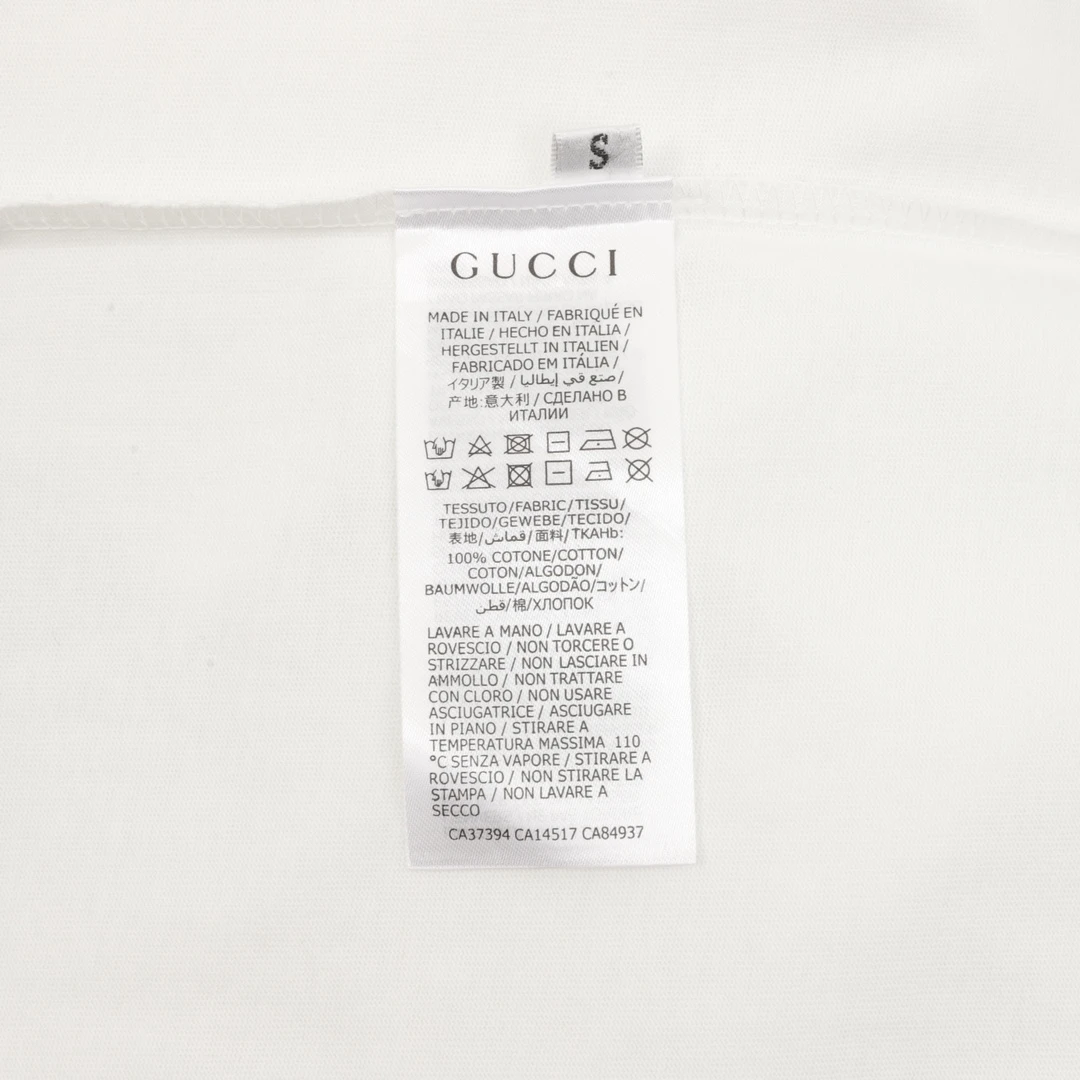 S
GUCCI
MADE IN ITALY / FABRIQUÉ EN
ITALIE / HECHO EN ITALIA /
HERGESTELLT IN ITALIEN /
FABRICADO EM ITÁLIA /
イタリア製 / صنع في إيطاليا /
产地:意大利 / СДЕЛАНО В
ИТАЛИИ
TESSUTO/FABRIC/TISSU/
TEJIDO/GEWEBE/TECIDO/
表地/قماش/面料/TKAHb:
100% COTONE/COTTON/
COTON/ALGODON/
BAUMWOLLE/ALGODÃO/コットン/
قطن/棉/ХЛОПОК
LAVARE A MANO / LAVARE A
ROVESCIO / NON TORCERE O
STRIZZARE / NON LASCIARE IN
AMMOLLO / NON TRATTARE
CON CLORO / NON USARE
ASCIUGATRICE / ASCIUGARE
IN PIANO / STIRARE A
TEMPERATURA MASSIMA 110
°C SENZA VAPORE / STIRARE A
ROVESCIO / NON STIRARE LA
STAMPA / NON LAVARE A
SECCO
CA37394 CA14517 CA84937